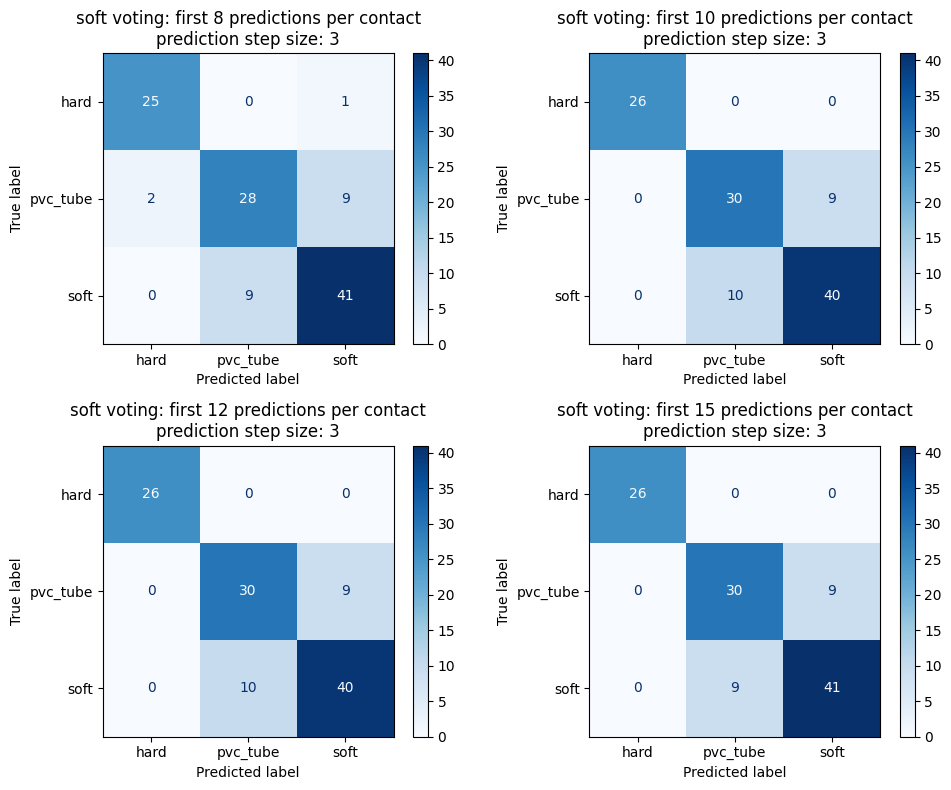 soft voting: first 8 predictions per contact
prediction step size: 3
True label
hard
pvc_tube
soft
25 0 1
2 28 9
0 9 41
hard pvc_tube soft
Predicted label
40
35
30
25
20
15
10
5
0
soft voting: first 10 predictions per contact
prediction step size: 3
True label
hard
pvc_tube
soft
26 0 0
0 30 9
0 10 40
hard pvc_tube soft
Predicted label
40
35
30
25
20
15
10
5
0
soft voting: first 12 predictions per contact
prediction step size: 3
True label
hard
pvc_tube
soft
26 0 0
0 30 9
0 10 40
hard pvc_tube soft
Predicted label
40
35
30
25
20
15
10
5
0
soft voting: first 15 predictions per contact
prediction step size: 3
True label
hard
pvc_tube
soft
26 0 0
0 30 9
0 9 41
hard pvc_tube soft
Predicted label
40
35
30
25
20
15
10
5
0